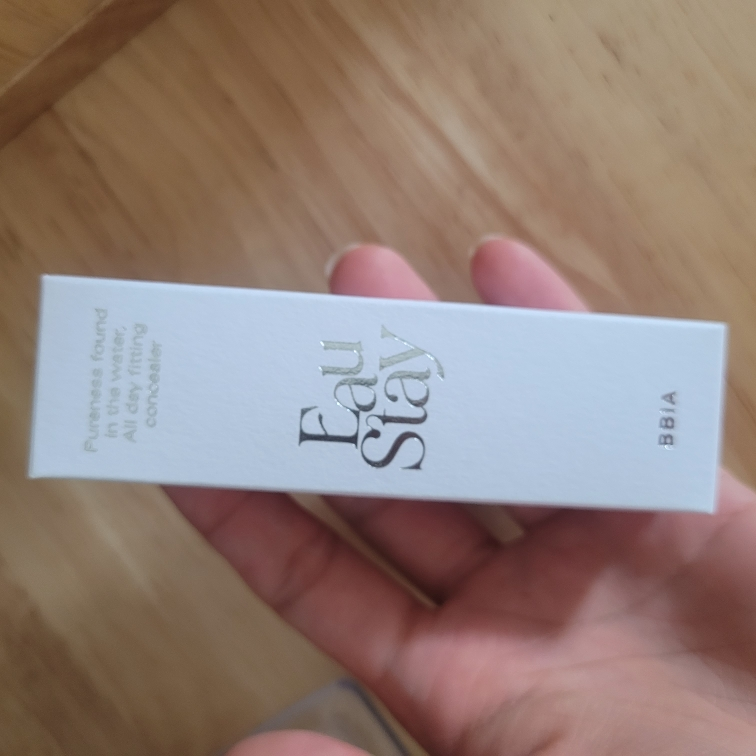 Pureness found
in the water,
All day fitting
concealer
Eau
Stay
BBIA